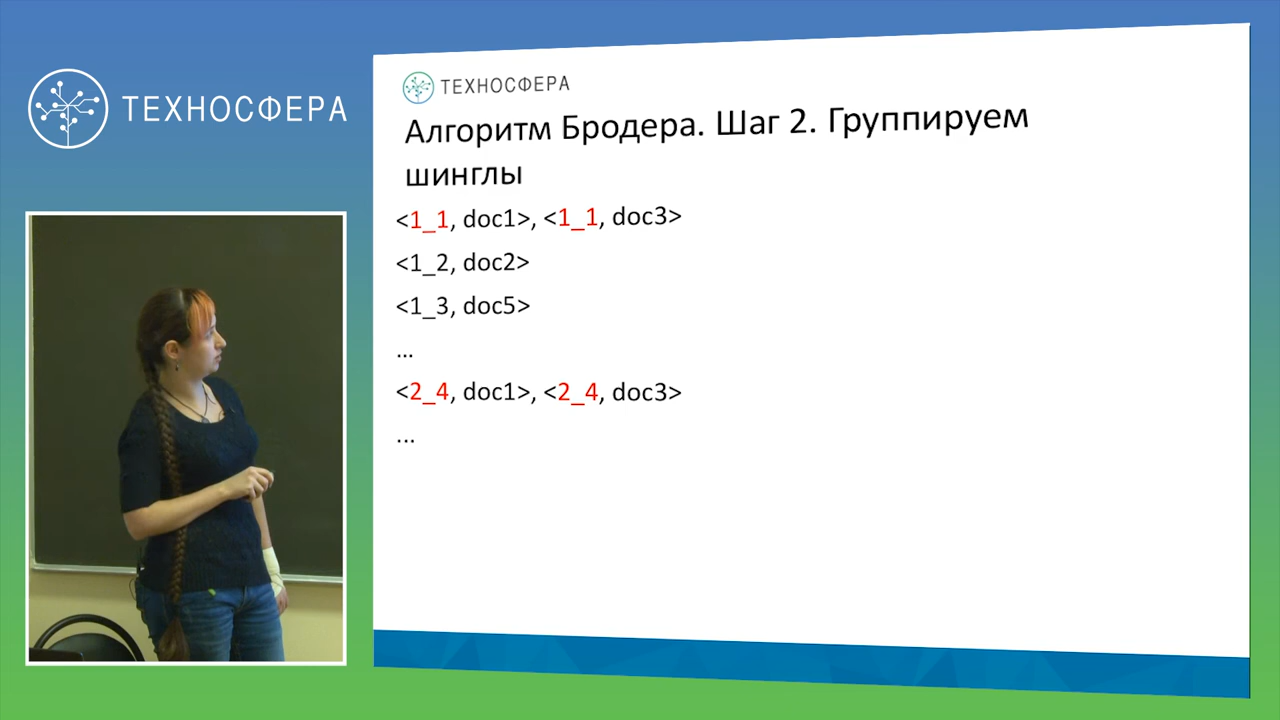 ТЕХНОСФЕРА
ТЕХНОСФЕРА
Алгоритм Бродера. Шаг 2. Группируем
шинглы
<1_1, doc1>, <1_1, doc3>
<1_2, doc2>
<1_3, doc5>
...
<2_4, doc1>, <2_4, doc3>
...